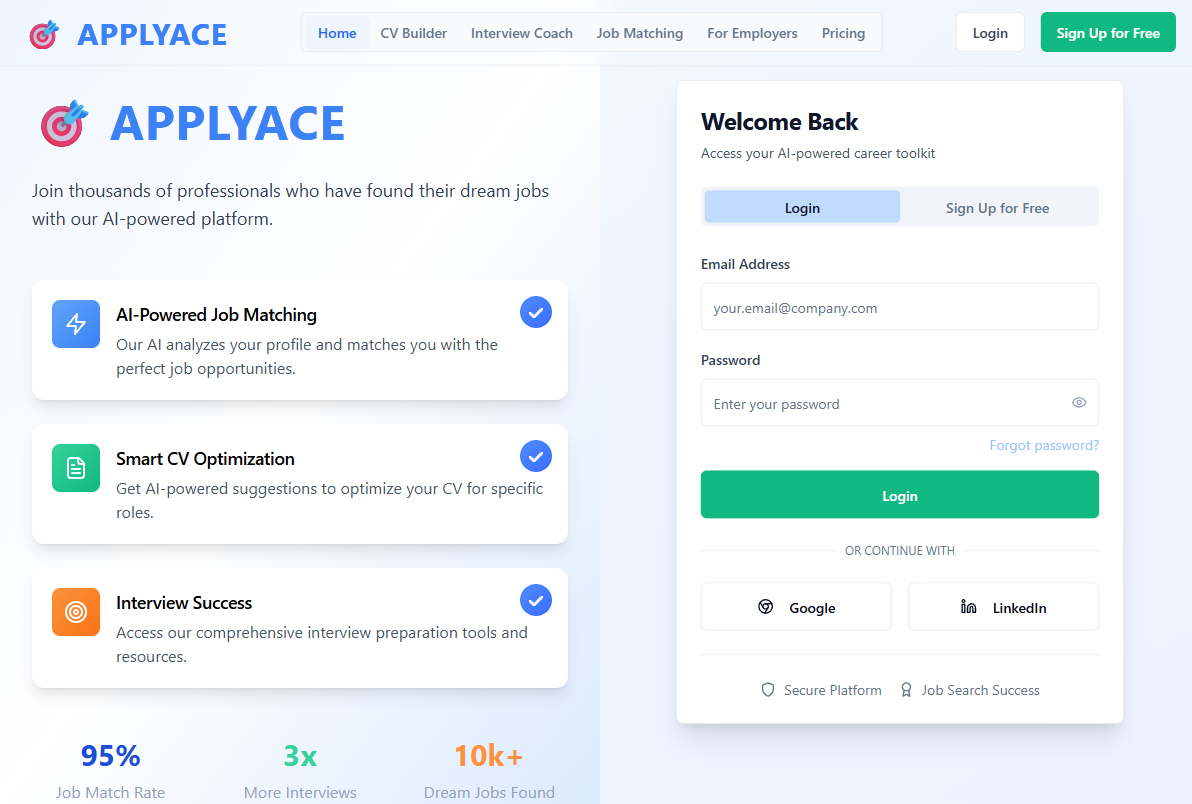 APPLYACE
Home
CV Builder
Interview Coach
Job Matching
For Employers
Pricing
Login
Sign Up for Free
APPLYACE
Join thousands of professionals who have found their dream jobs
with our AI-powered platform.
AI-Powered Job Matching
Our AI analyzes your profile and matches you with the
perfect job opportunities.
Smart CV Optimization
Get AI-powered suggestions to optimize your CV for specific
roles.
Interview Success
Access our comprehensive interview preparation tools and
resources.
95%
Job Match Rate
3x
More Interviews
10k+
Dream Jobs Found
Welcome Back
Access your AI-powered career toolkit
Login
Sign Up for Free
Email Address
your.email@company.com
Password
Enter your password
Forgot password?
Login
OR CONTINUE WITH
Google
LinkedIn
Secure Platform
Job Search Success